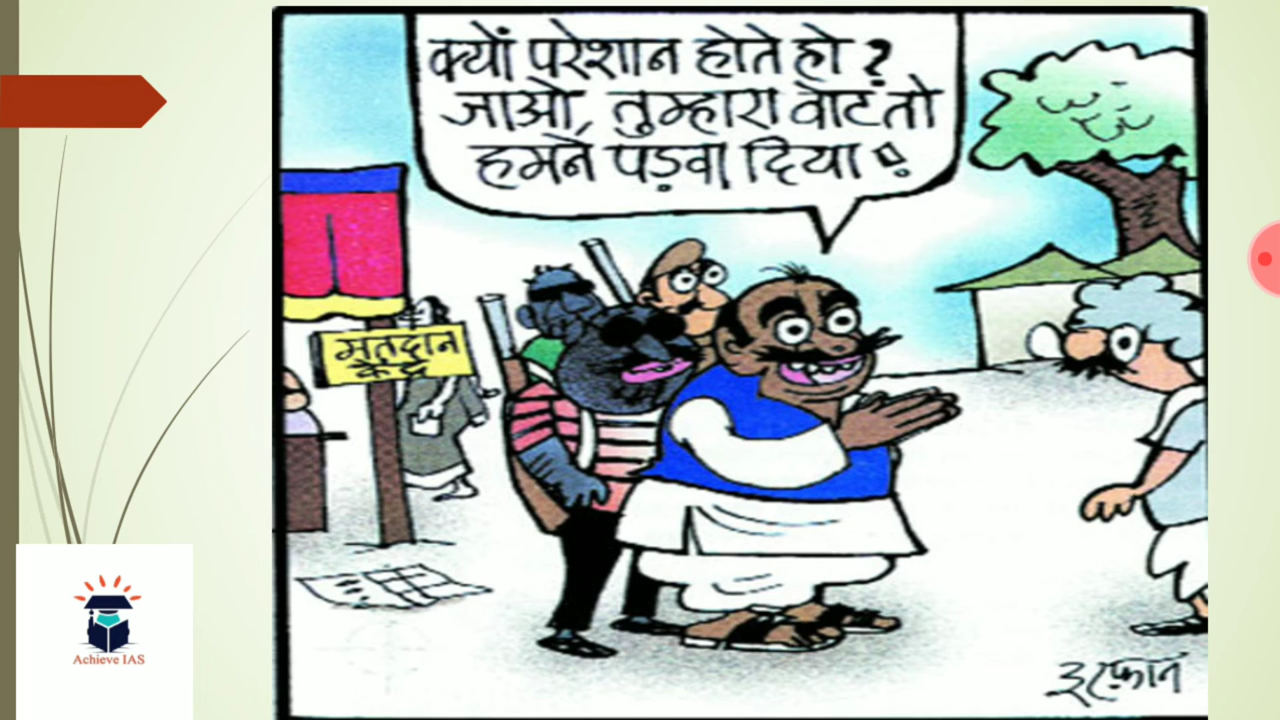 क्यों परेशान होते हो ?
जाओ, तुम्हारा वोट तो
हमने पड़वा दिया !
मतदान
केंद्र
इरफ़ान
Achieve IAS